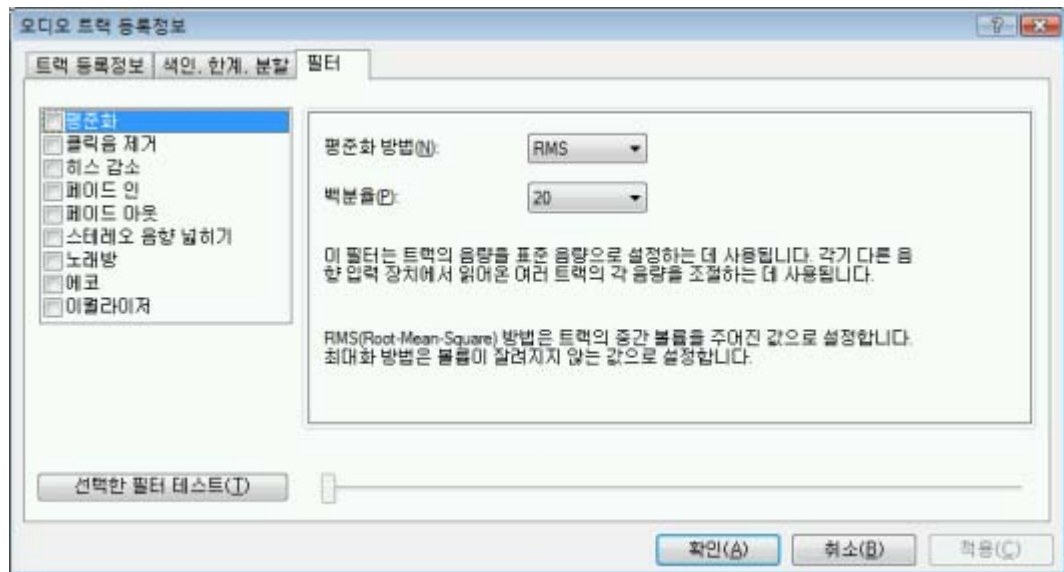 오디오 트랙 등록정보
트랙 등록정보 색인, 한계, 분할 필터
평준화
클릭음 제거
히스 감소
페이드 인
페이드 아웃
스테레오 음향 넓히기
노래방
에코
이퀄라이저
평준화 방법(N): RMS
백분율(P): 20
이 필터는 트랙의 음량을 표준 음량으로 설정하는 데 사용됩니다. 각기 다른 음
향 입력 장치에서 읽어온 여러 트랙의 각 음량을 조절하는 데 사용됩니다.
RMS(Root-Mean-Square) 방법은 트랙의 중간 볼륨을 주어진 값으로 설정합니다.
최대화 방법은 볼륨이 잘려지지 않는 값으로 설정합니다.
선택한 필터 테스트(T)
확인(A) 취소(B) 적용(C)